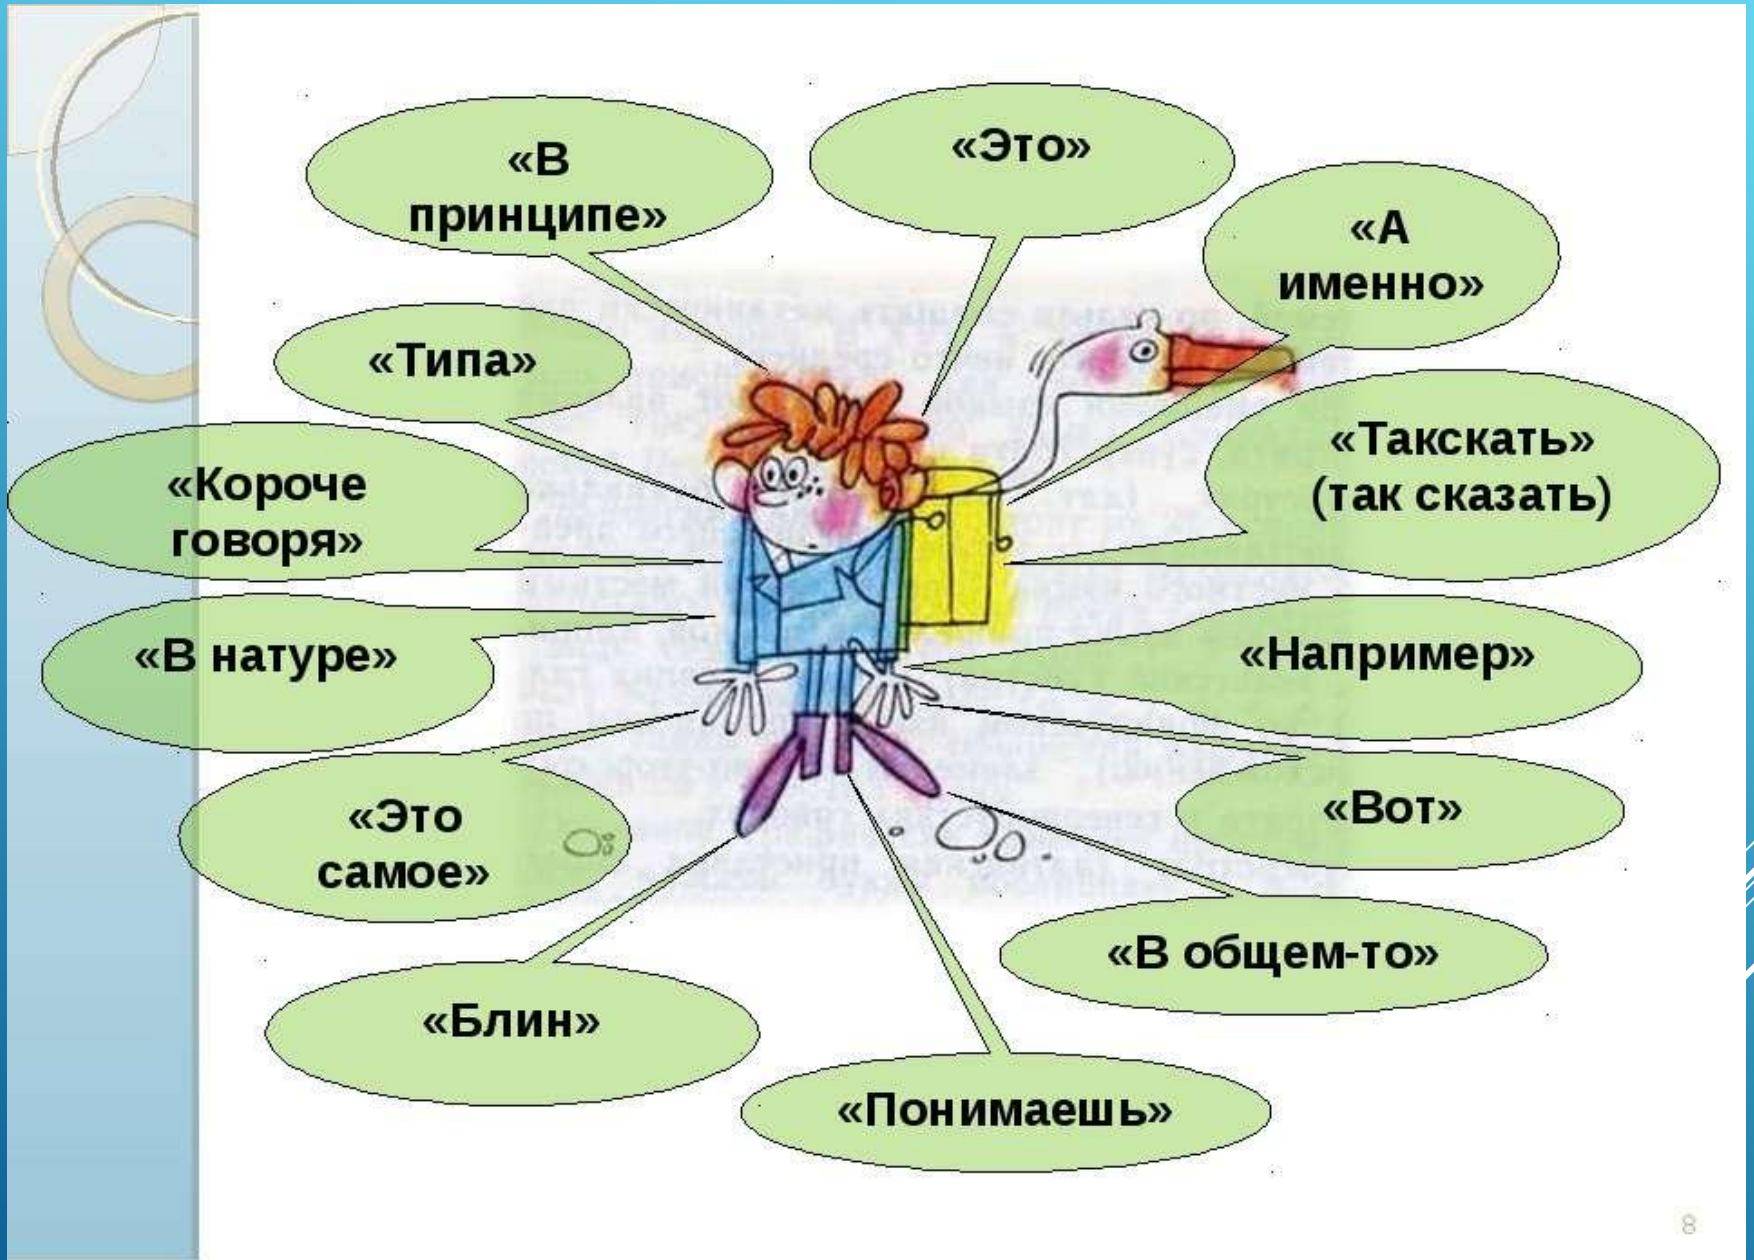 «В
принципе»
«Это»
«А
именно»
«Типа»
«Такскать»
(так сказать)
«Короче
говоря»
«В натуре»
«Например»
«Это
самое»
«Вот»
«В общем-то»
«Блин»
«Понимаешь»
8